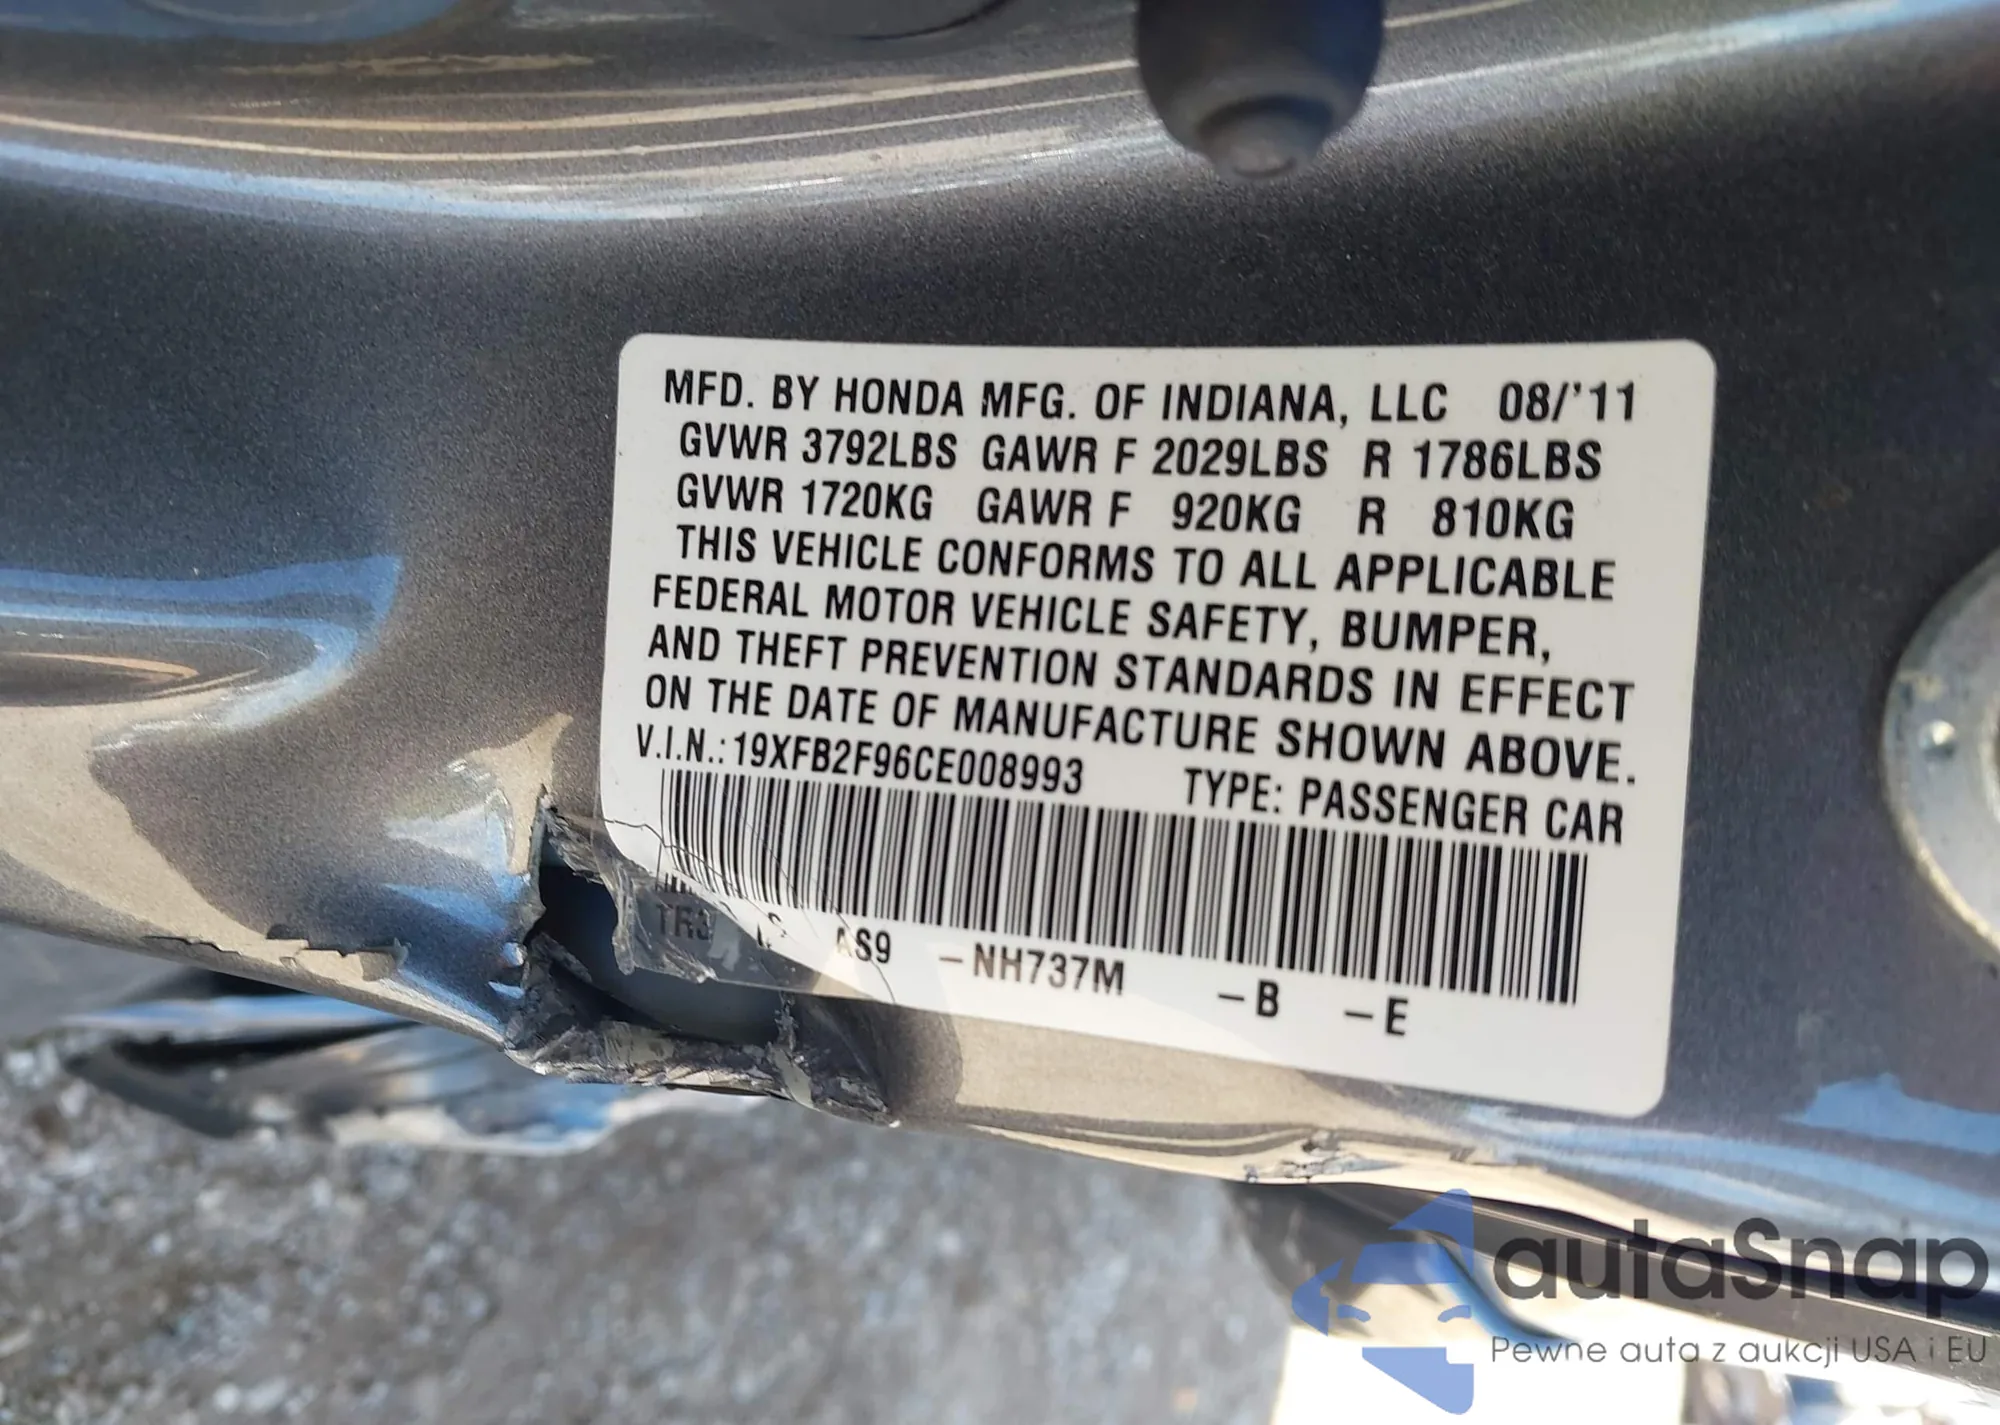 MFD. BY HONDA MFG. OF INDIANA, LLC 08/'11
GVWR 3792LBS GAWR F 2029LBS R 1786LBS
GVWR 1720KG GAWR F 920KG R 810KG
THIS VEHICLE CONFORMS TO ALL APPLICABLE
FEDERAL MOTOR VEHICLE SAFETY, BUMPER,
AND THEFT PREVENTION STANDARDS IN EFFECT
ON THE DATE OF MANUFACTURE SHOWN ABOVE.
V.I.N.: 19XFB2F96CE008993 TYPE: PASSENGER CAR
AS9 -NH737M -B -E
autaSnap
Pewne auta z aukcji USA i EU